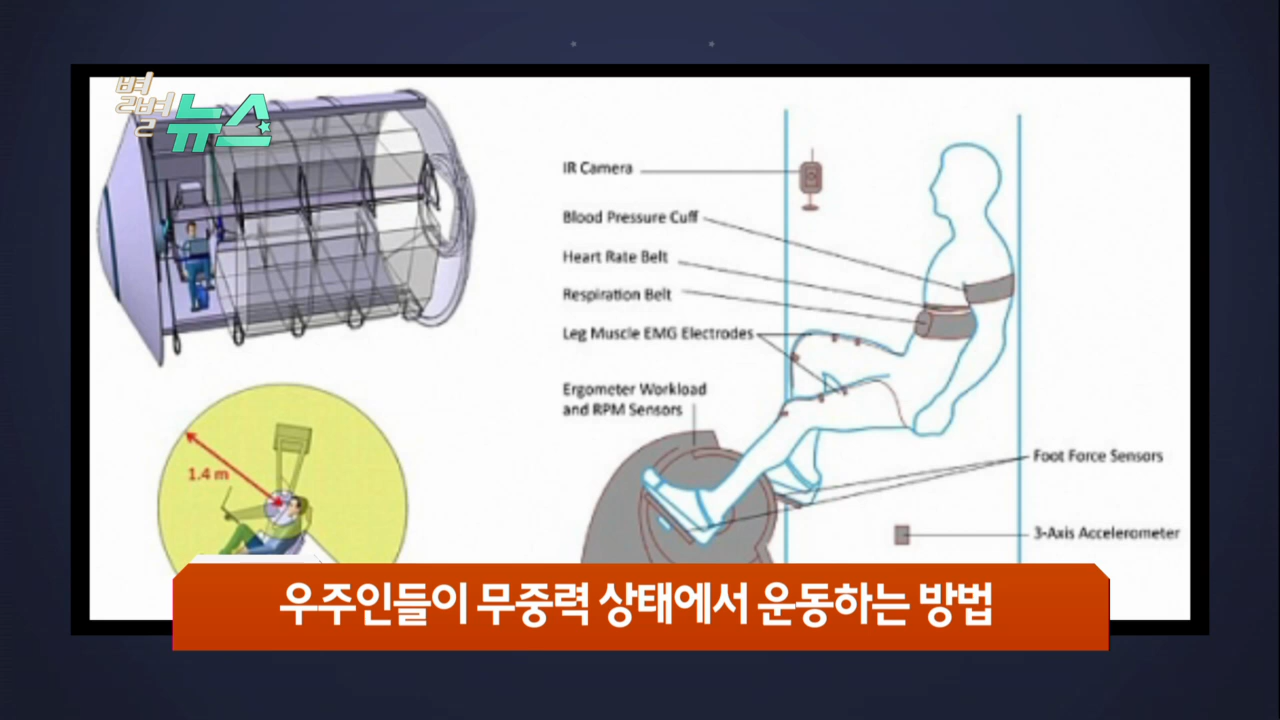 별별뉴스
IR Camera
Blood Pressure Cuff
Heart Rate Belt
Respiration Belt
Leg Muscle EMG Electrodes
Ergometer Workload
and RPM Sensors
1.4 m
Foot Force Sensors
3-Axis Accelerometer
우주인들이 무중력 상태에서 운동하는 방법